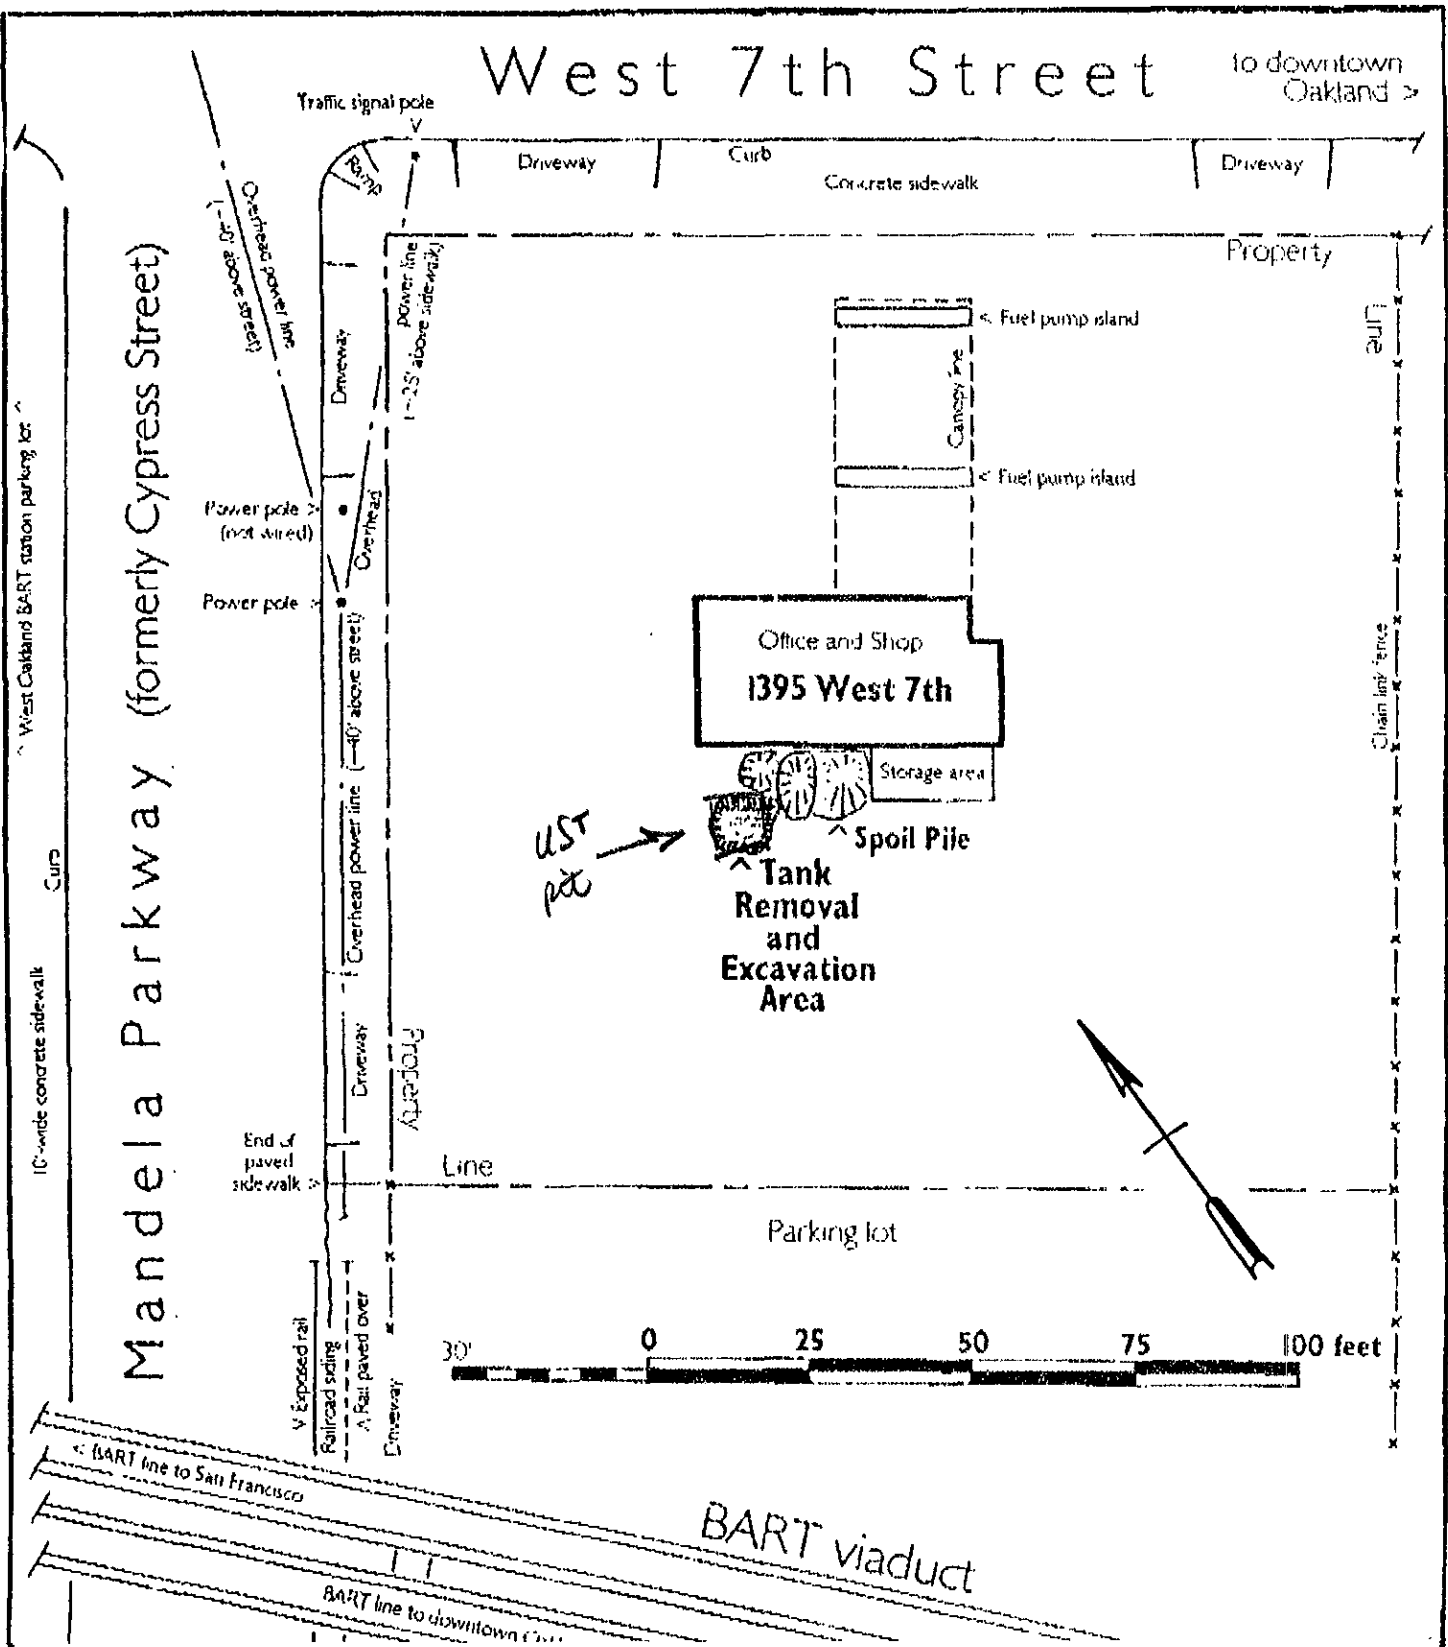 West 7th Street
to downtown
Oakland >
Traffic signal pole
V
Ramp
Driveway
Curb
Concrete sidewalk
Driveway
Property
Line
Overhead power line
(~40' above street)
Mandela Parkway (formerly Cypress Street)
Driveway
Overhead
power line
(~25' above sidewalk)
< Fuel pump island
Canopy line
< Fuel pump island
^ West Oakland BART station parking lot ^
Power pole >
(not wired)
Power pole >
Office and Shop
1395 West 7th
Storage area
Chain link fence
Overhead power line (~40' above street)
UST
pit
^ Spoil Pile
^ Tank
Removal
and
Excavation
Area
Curb
10'-wide concrete sidewalk
Driveway
Property
Line
End of
paved
sidewalk >
Parking lot
30'
0 25 50 75 100 feet
V Exposed rail
Railroad siding
^ Rail paved over
Driveway
< BART line to San Francisco
BART viaduct
BART line to downtown